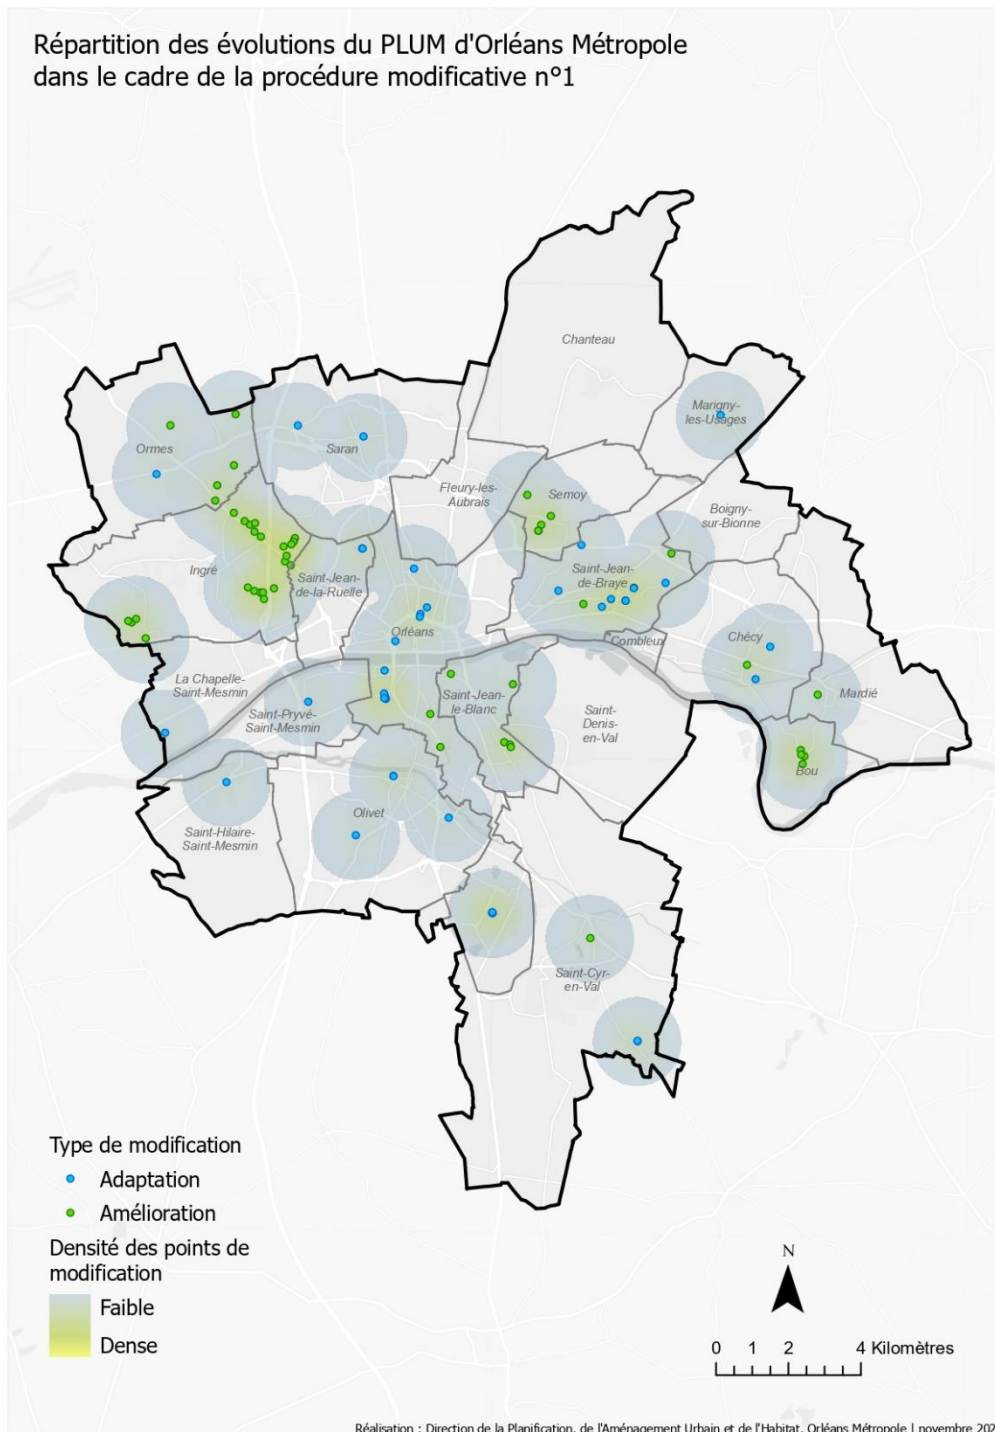 Répartition des évolutions du PLUM d'Orléans Métropole
dans le cadre de la procédure modificative n°1
Chanteau
Marigny-
les-Usages
Ormes
Saran
Fleury-les-
Aubrais
Semoy
Boigny-
sur-Bionne
Ingré
Saint-Jean-
de-la-Ruelle
Saint-Jean-
de-Braye
Orléans
Combleux
Chécy
La Chapelle-
Saint-Mesmin
Saint-Pryvé-
Saint-Mesmin
Saint-Jean-
le-Blanc
Saint-
Denis-
en-Val
Mardié
Bou
Saint-Hilaire-
Saint-Mesmin
Olivet
Saint-Cyr-
en-Val
Type de modification
Adaptation
Amélioration
Densité des points de
modification
Faible
Dense
N
0 1 2 4 Kilomètres
Réalisation : Direction de la Planification, de l'Aménagement Urbain et de l'Habitat, Orléans Métropole | novembre 202